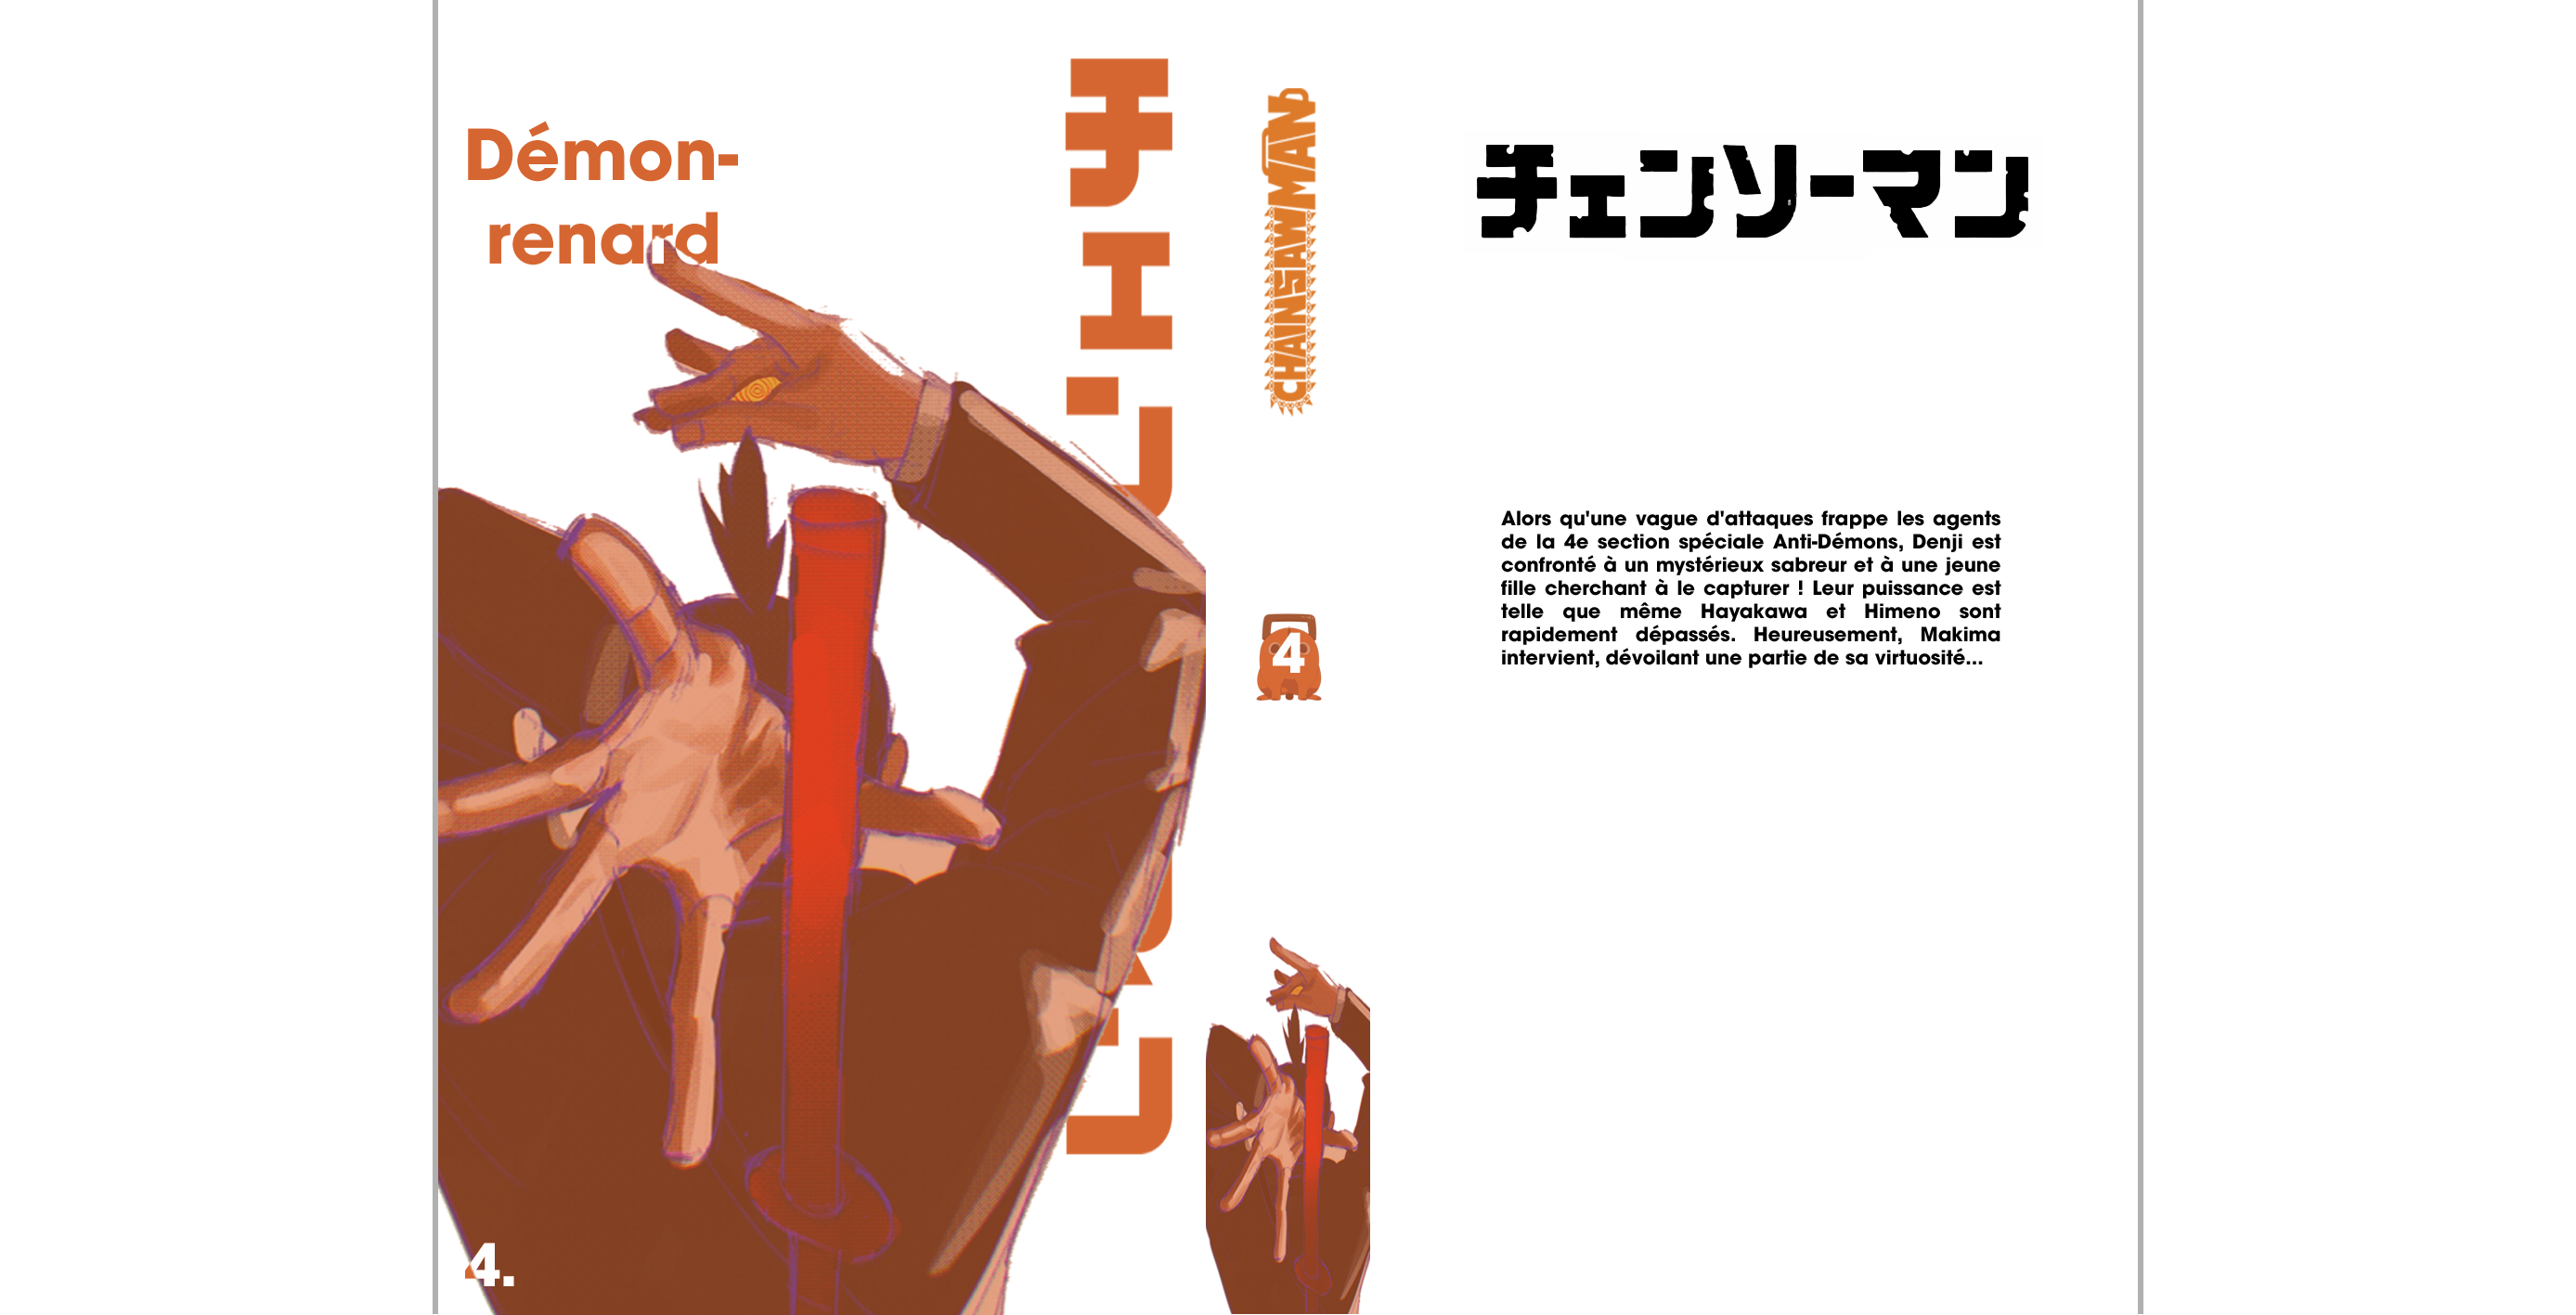 Démon-
renard
チェンソーマン
4.
CHAINSAWMAN
4
チェンソーマン
Alors qu'une vague d'attaques frappe les agents
de la 4e section spéciale Anti-Démons, Denji est
confronté à un mystérieux sabreur et à une jeune
fille cherchant à le capturer ! Leur puissance est
telle que même Hayakawa et Himeno sont
rapidement dépassés. Heureusement, Makima
intervient, dévoilant une partie de sa virtuosité...